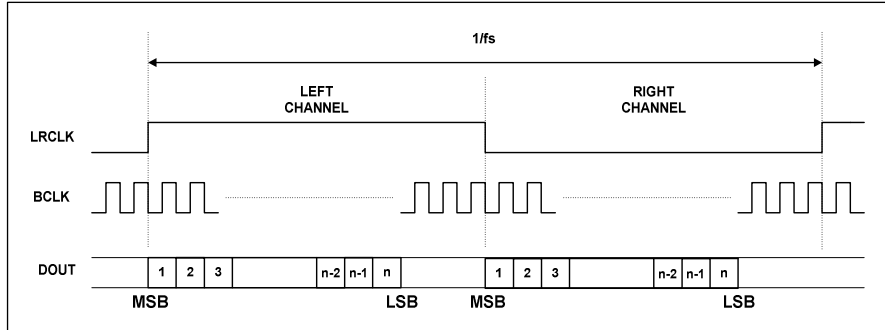 1/fs
LEFT
CHANNEL
RIGHT
CHANNEL
LRCLK
BCLK
DOUT
1 2 3 n-2 n-1 n 1 2 3 n-2 n-1 n
MSB LSB MSB LSB